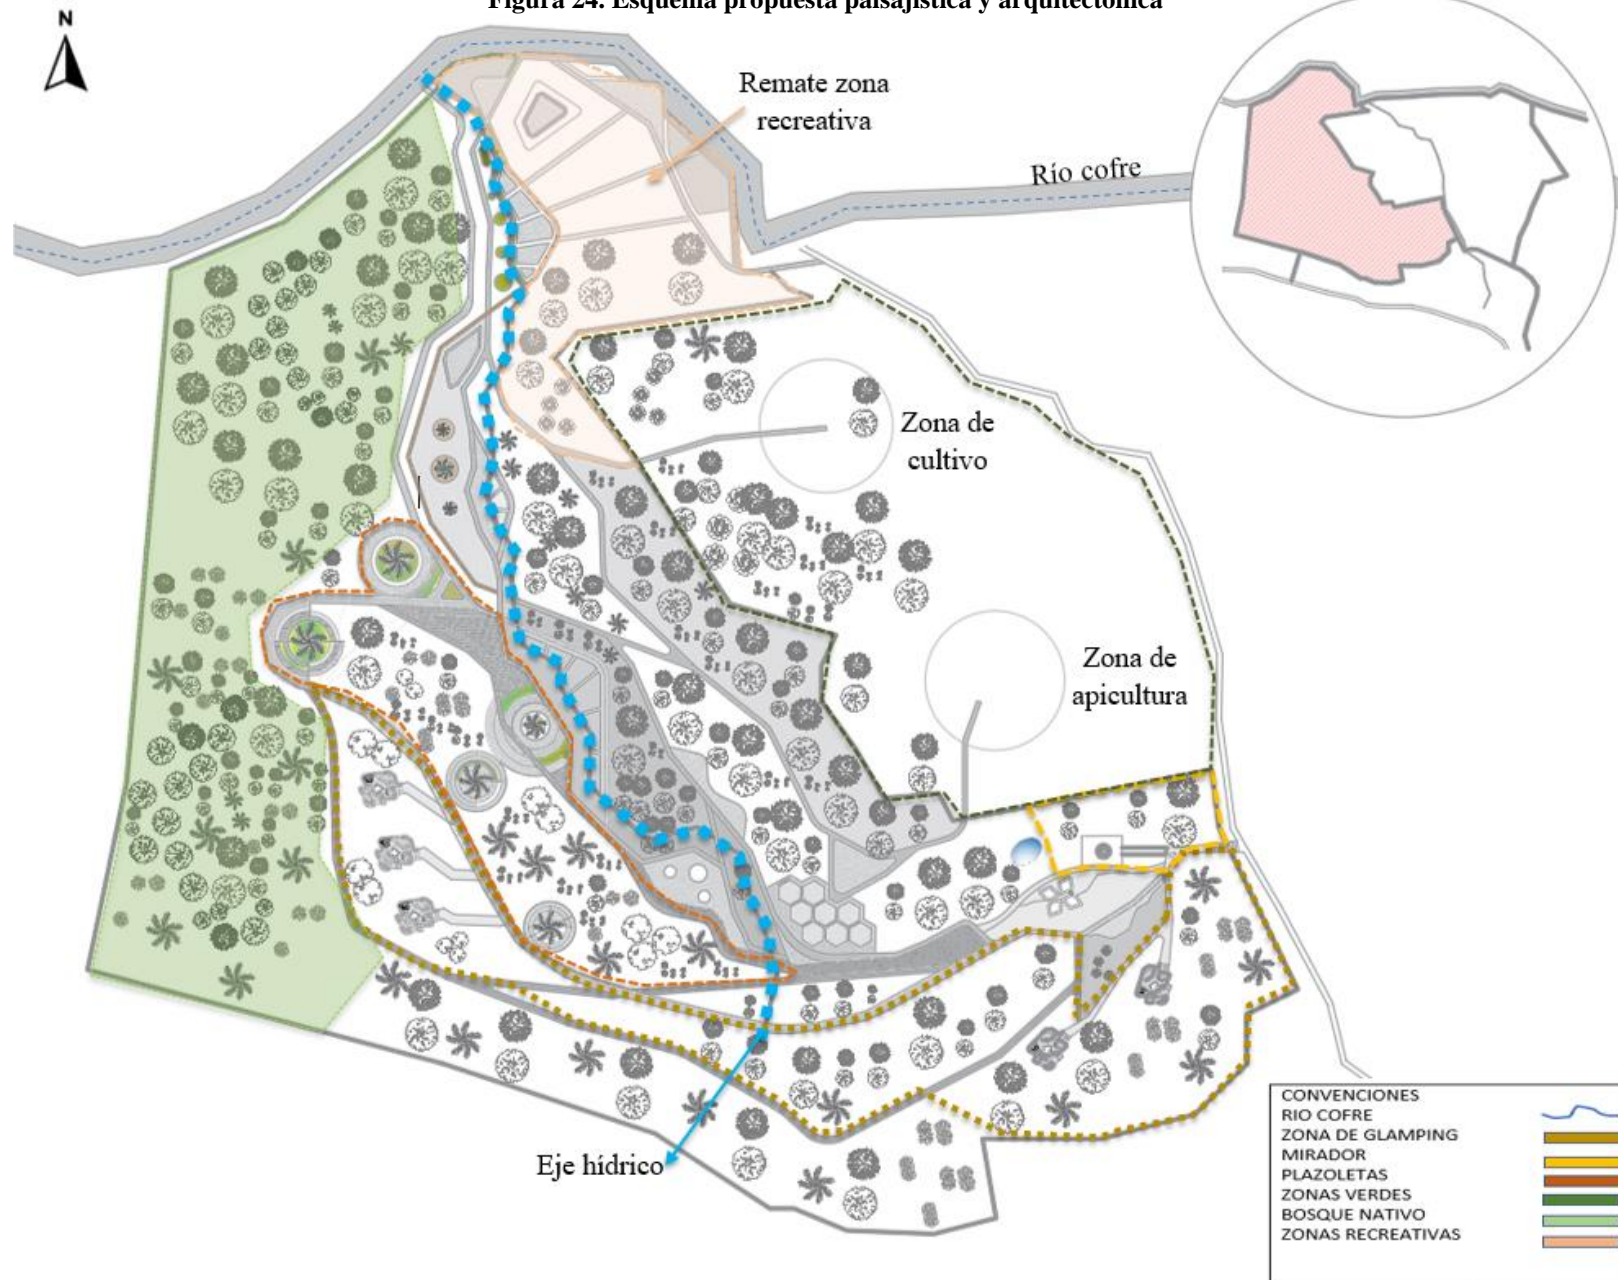 Figura 24. Esquema propuesta paisajística y arquitectónica
N
Remate zona
recreativa
Río cofre
Zona de
cultivo
Zona de
apicultura
Eje hídrico
CONVENCIONES
RIO COFRE
ZONA DE GLAMPING
MIRADOR
PLAZOLETAS
ZONAS VERDES
BOSQUE NATIVO
ZONAS RECREATIVAS